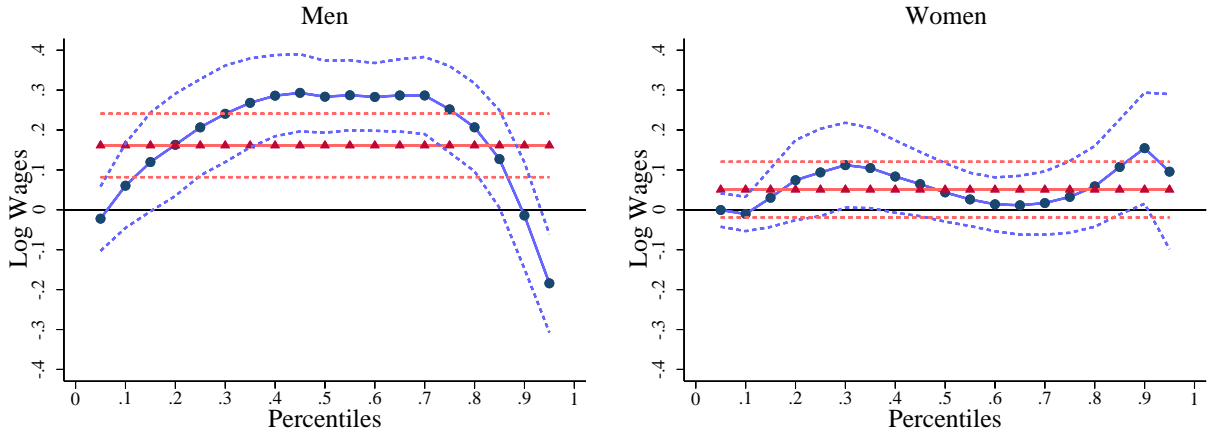 Men
Log Wages
.4
.3
.2
.1
0
-.1
-.2
-.3
-.4
0 .1 .2 .3 .4 .5 .6 .7 .8 .9 1
Percentiles
Women
Log Wages
.4
.3
.2
.1
0
-.1
-.2
-.3
-.4
0 .1 .2 .3 .4 .5 .6 .7 .8 .9 1
Percentiles